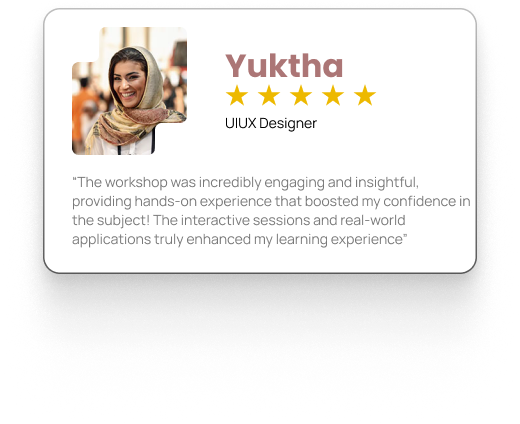 Yuktha
UIUX Designer
“The workshop was incredibly engaging and insightful,
providing hands-on experience that boosted my confidence in
the subject! The interactive sessions and real-world
applications truly enhanced my learning experience”